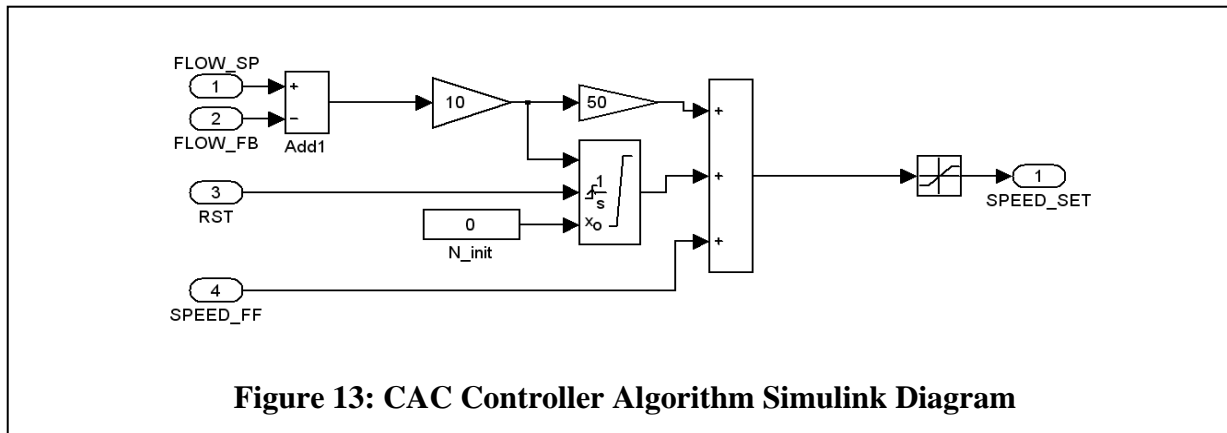 FLOW_SP
1
+
2
−
FLOW_FB
Add1
10
50
+
3
RST
1
s
xo
+
0
N_init
1
SPEED_SET
4
SPEED_FF
+
Figure 13: CAC Controller Algorithm Simulink Diagram